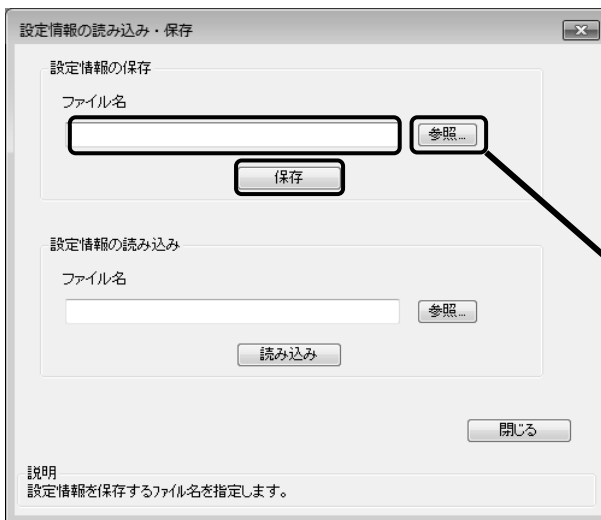 設定情報の読み込み・保存
設定情報の保存
ファイル名
参照...
保存
設定情報の読み込み
ファイル名
参照...
読み込み
閉じる
説明
設定情報を保存するファイル名を指定します。